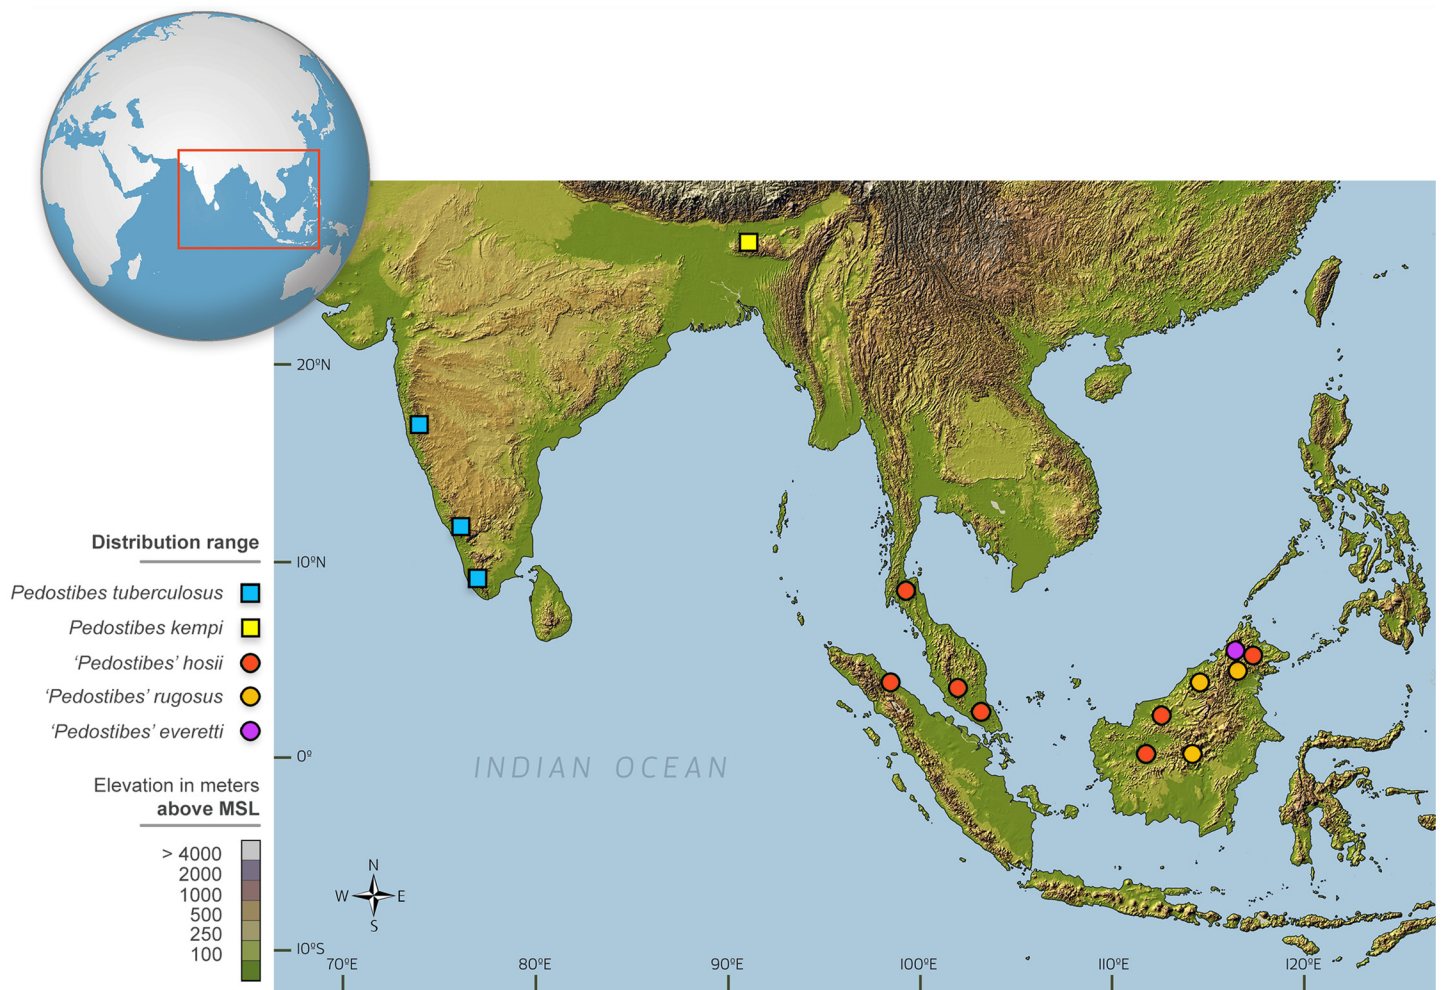 20ºN
Distribution range
10ºN
Pedostibes tuberculosus
Pedostibes kempi
‘Pedostibes’ hosii
‘Pedostibes’ rugosus
‘Pedostibes’ everetti
0º
INDIAN OCEAN
Elevation in meters
above MSL
> 4000
2000
1000
500
250
100
N
W E
S
10ºS
70ºE 80ºE 90ºE 100ºE 110ºE 120ºE